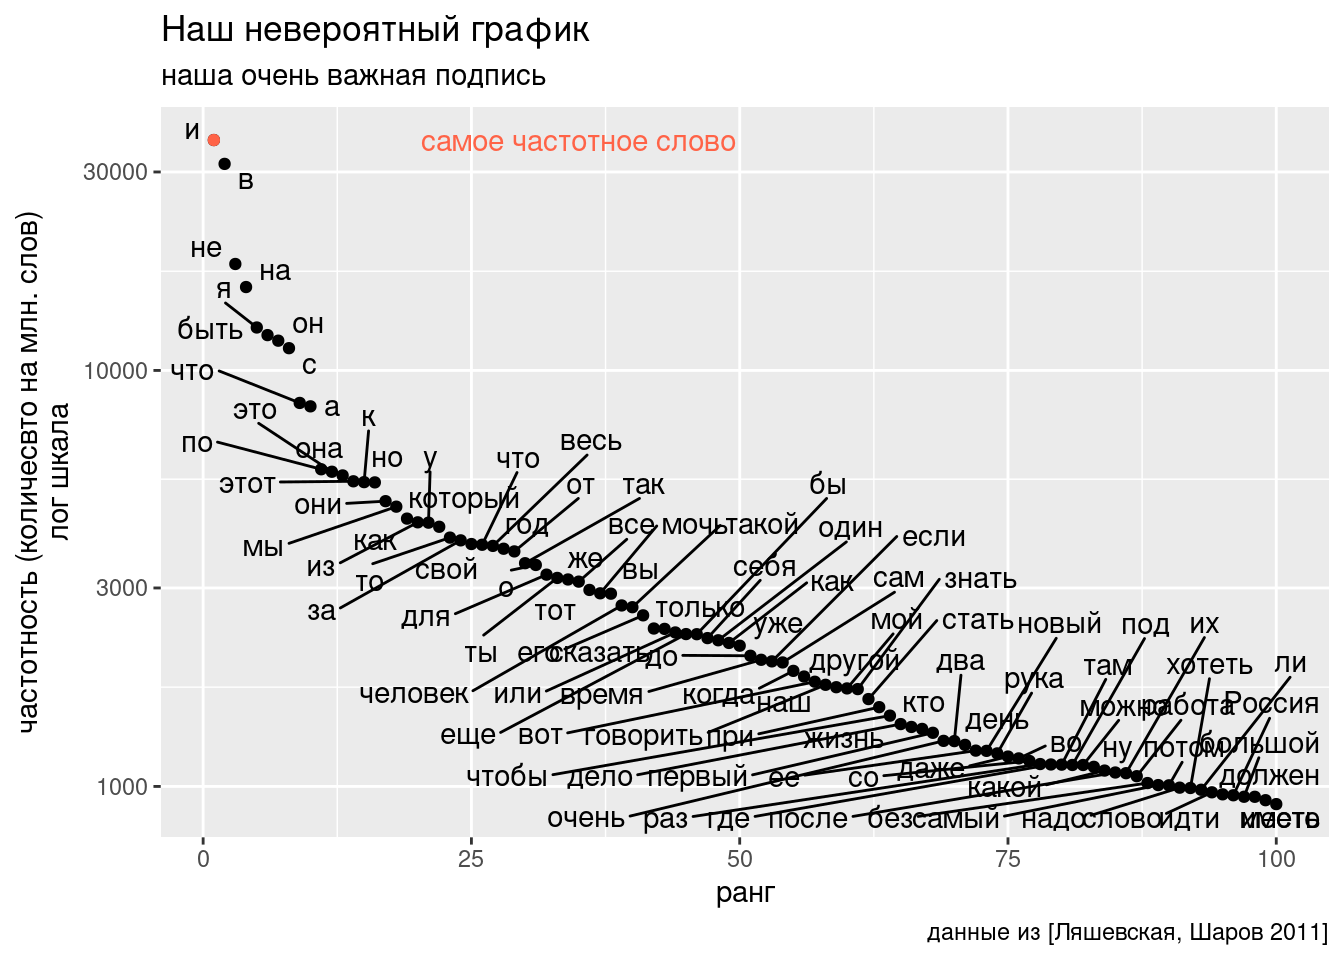 Наш невероятный график
наша очень важная подпись
и
самое частотное слово
30000
в
не
на
я
быть
он
с
10000
что
а
это
к
по
она
но
у
что
весь
этот
они
который
от
так
бы
мы
как
год
все
мочь
такой
один
если
из
то
свой
же
вы
себя
3000
за
о
как
сам
знать
для
тот
только
уже
мой
стать
новый
под
их
ты
его
сказать
до
другой
два
там
хотеть
ли
человек
или
время
когда
наш
рука
кто
можно
работа
Россия
еще
вот
говорить
при
жизнь
день
во
ну
потом
большой
чтобы
дело
первый
ее
со
даже
какой
должен
1000
очень
раз
где
после
без
самый
надо
слово
идти
иметь
0
25
50
75
100
ранг
частотность (количесвто на млн. слов)
лог шкала
данные из [Ляшевская, Шаров 2011]